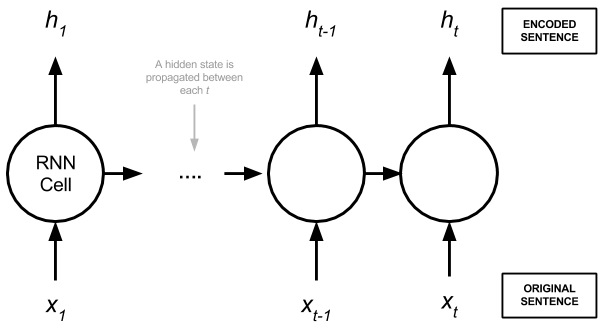 h1
ht-1
ht
ENCODED
SENTENCE
A hidden state is
propagated between
each t
RNN
Cell
....
x1
xt-1
xt
ORIGINAL
SENTENCE